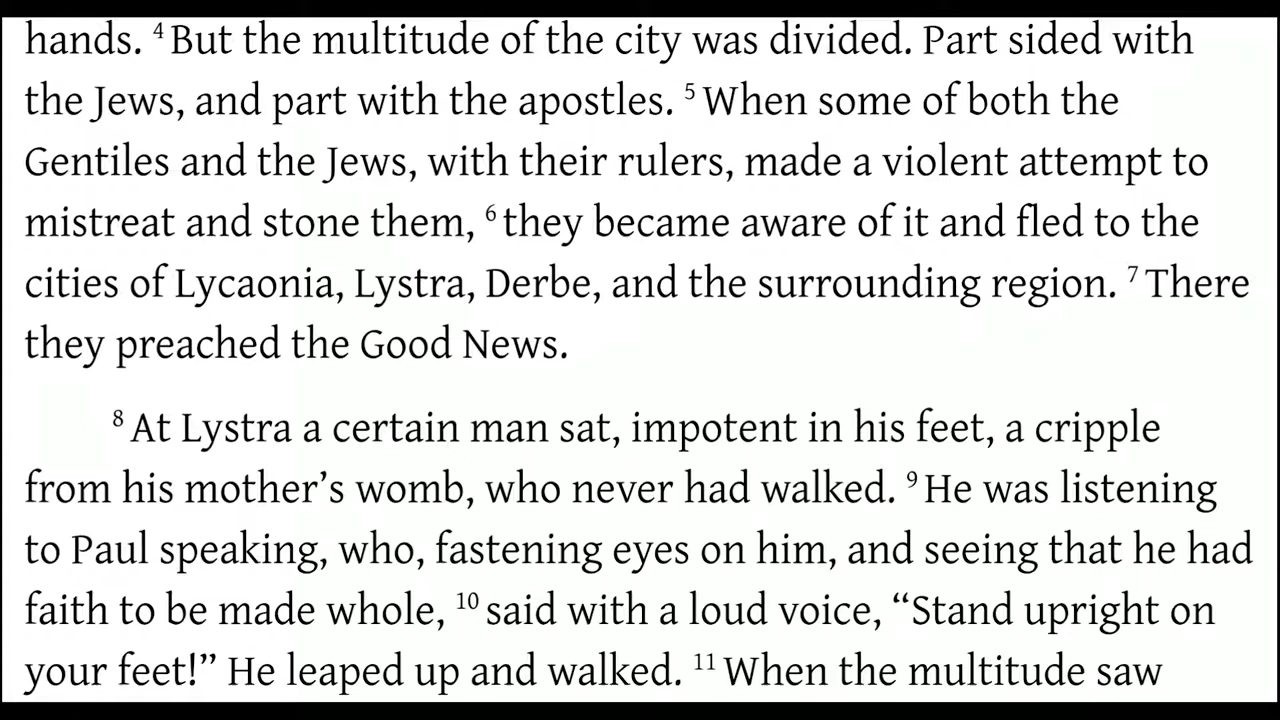 hands. 4 But the multitude of the city was divided. Part sided with
the Jews, and part with the apostles. 5 When some of both the
Gentiles and the Jews, with their rulers, made a violent attempt to
mistreat and stone them, 6 they became aware of it and fled to the
cities of Lycaonia, Lystra, Derbe, and the surrounding region. 7 There
they preached the Good News.
8 At Lystra a certain man sat, impotent in his feet, a cripple
from his mother’s womb, who never had walked. 9 He was listening
to Paul speaking, who, fastening eyes on him, and seeing that he had
faith to be made whole, 10 said with a loud voice, “Stand upright on
your feet!” He leaped up and walked. 11 When the multitude saw